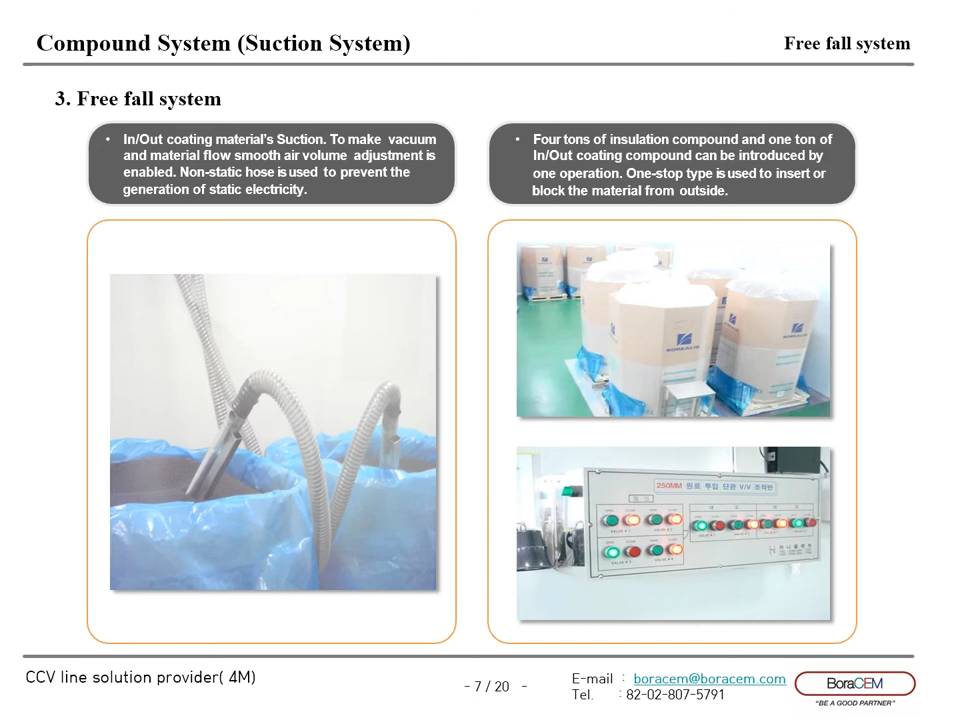 Compound System (Suction System)
Free fall system
3. Free fall system
• In/Out coating material's Suction. To make vacuum
and material flow smooth air volume adjustment is
enabled. Non-static hose is used to prevent the
generation of static electricity.
• Four tons of insulation compound and one ton of
In/Out coating compound can be introduced by
one operation. One-stop type is used to insert or
block the material from outside.
BOREALIS
250MM 원료 투입 단관 V/V 조작반
CCV line solution provider( 4M)
- 7 / 20 -
E-mail : boracem@boracem.com
Tel. : 82-02-807-5791
BoraCEM
"BE A GOOD PARTNER"